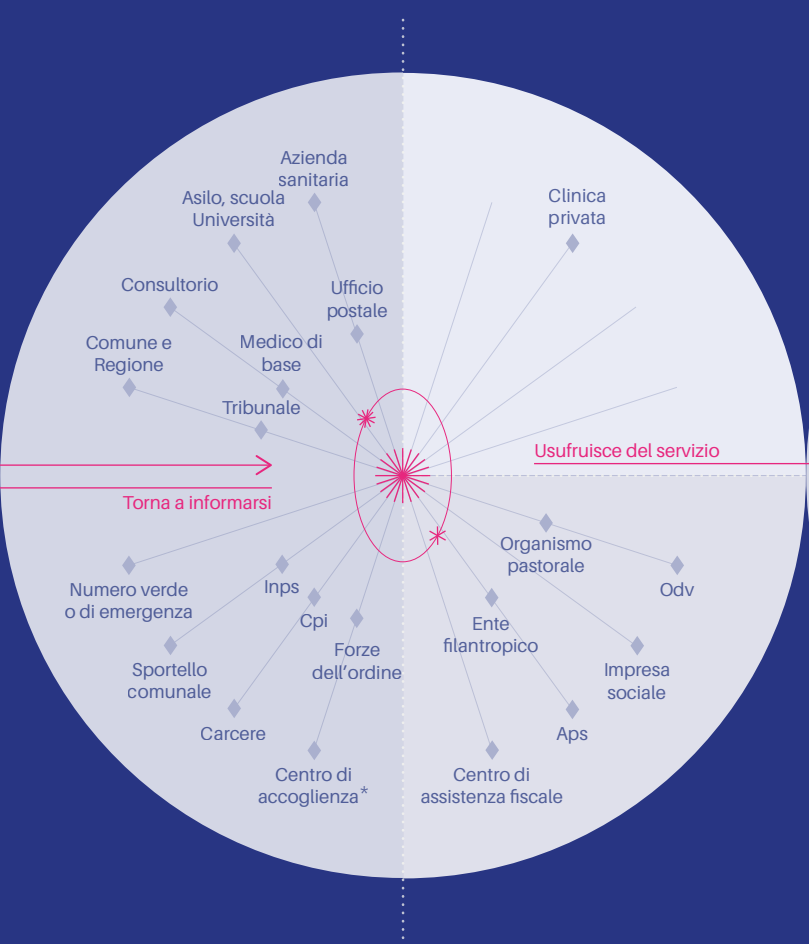 Azienda
sanitaria
Asilo, scuola
Università
Clinica
privata
Consultorio
Ufficio
postale
Comune e
Regione
Medico di
base
Tribunale
Usufruisce del servizio
Torna a informarsi
Organismo
pastorale
Numero verde
o di emergenza
Inps
Odv
Cpi
Ente
filantropico
Forze
dell’ordine
Sportello
comunale
Impresa
sociale
Carcere
Aps
Centro di
accoglienza*
Centro di
assistenza fiscale